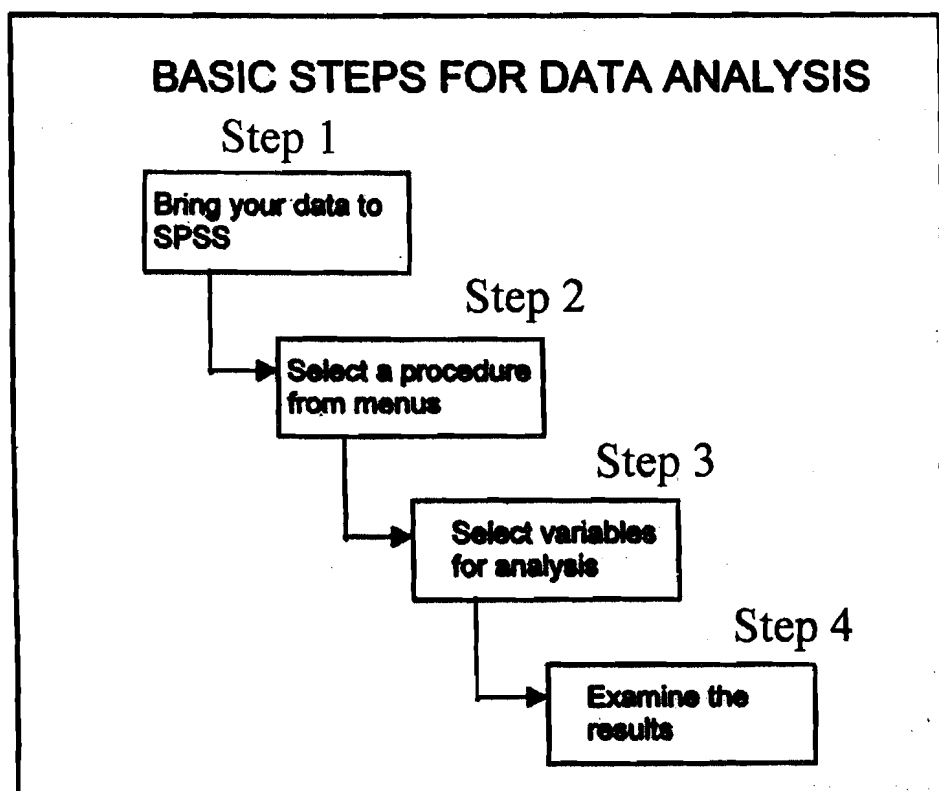 BASIC STEPS FOR DATA ANALYSIS
Step 1
Bring your data to
SPSS
Step 2
Select a procedure
from menus
Step 3
Select variables
for analysis
Step 4
Examine the
results